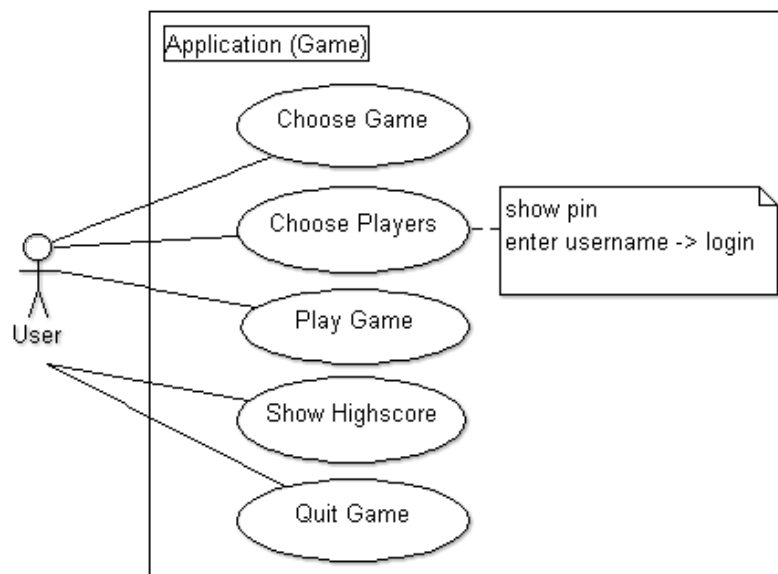 Application (Game)
Choose Game
Choose Players
show pin
enter username -> login
User
Play Game
Show Highscore
Quit Game